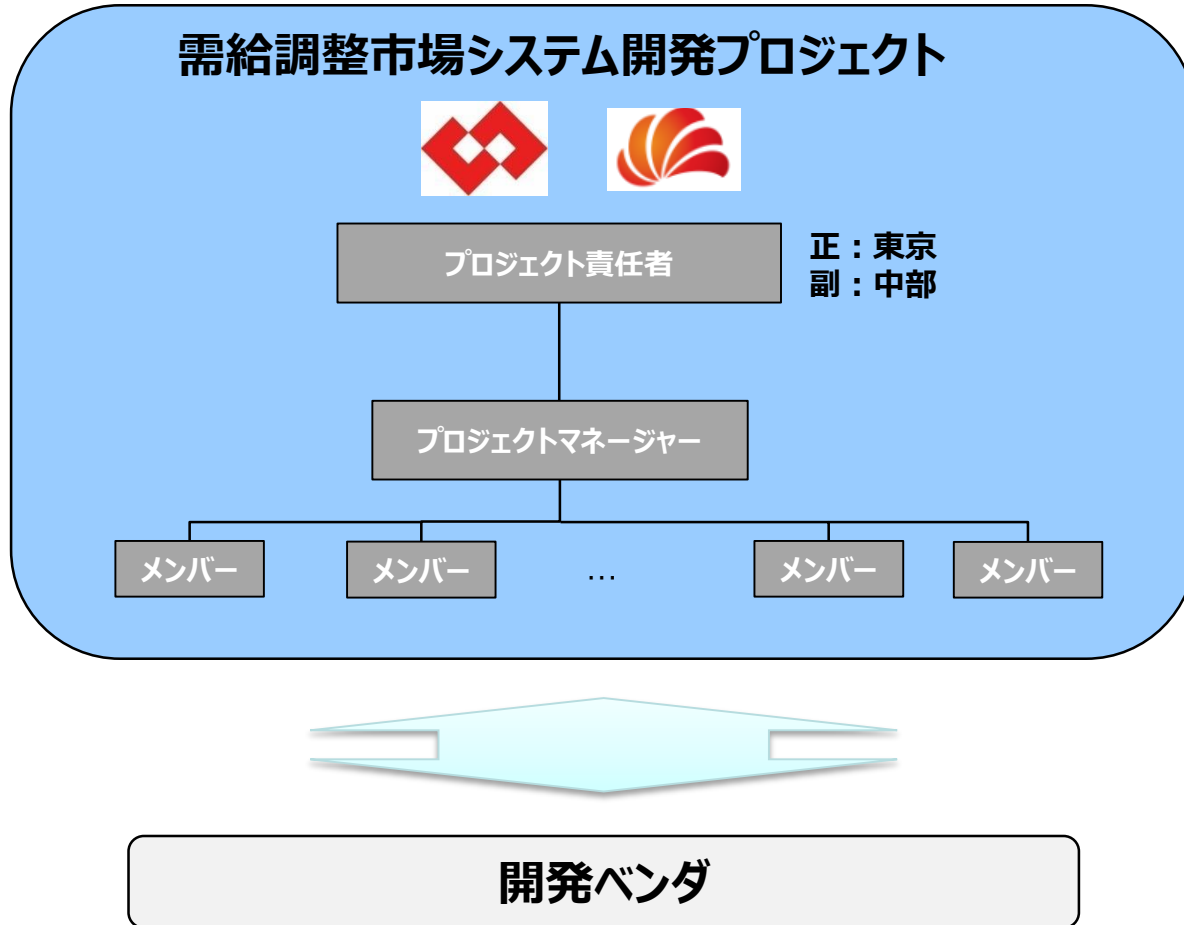 需給調整市場システム開発プロジェクト
プロジェクト責任者
正：東京
副：中部
プロジェクトマネージャー
メンバー
メンバー
…
メンバー
メンバー
開発ベンダ